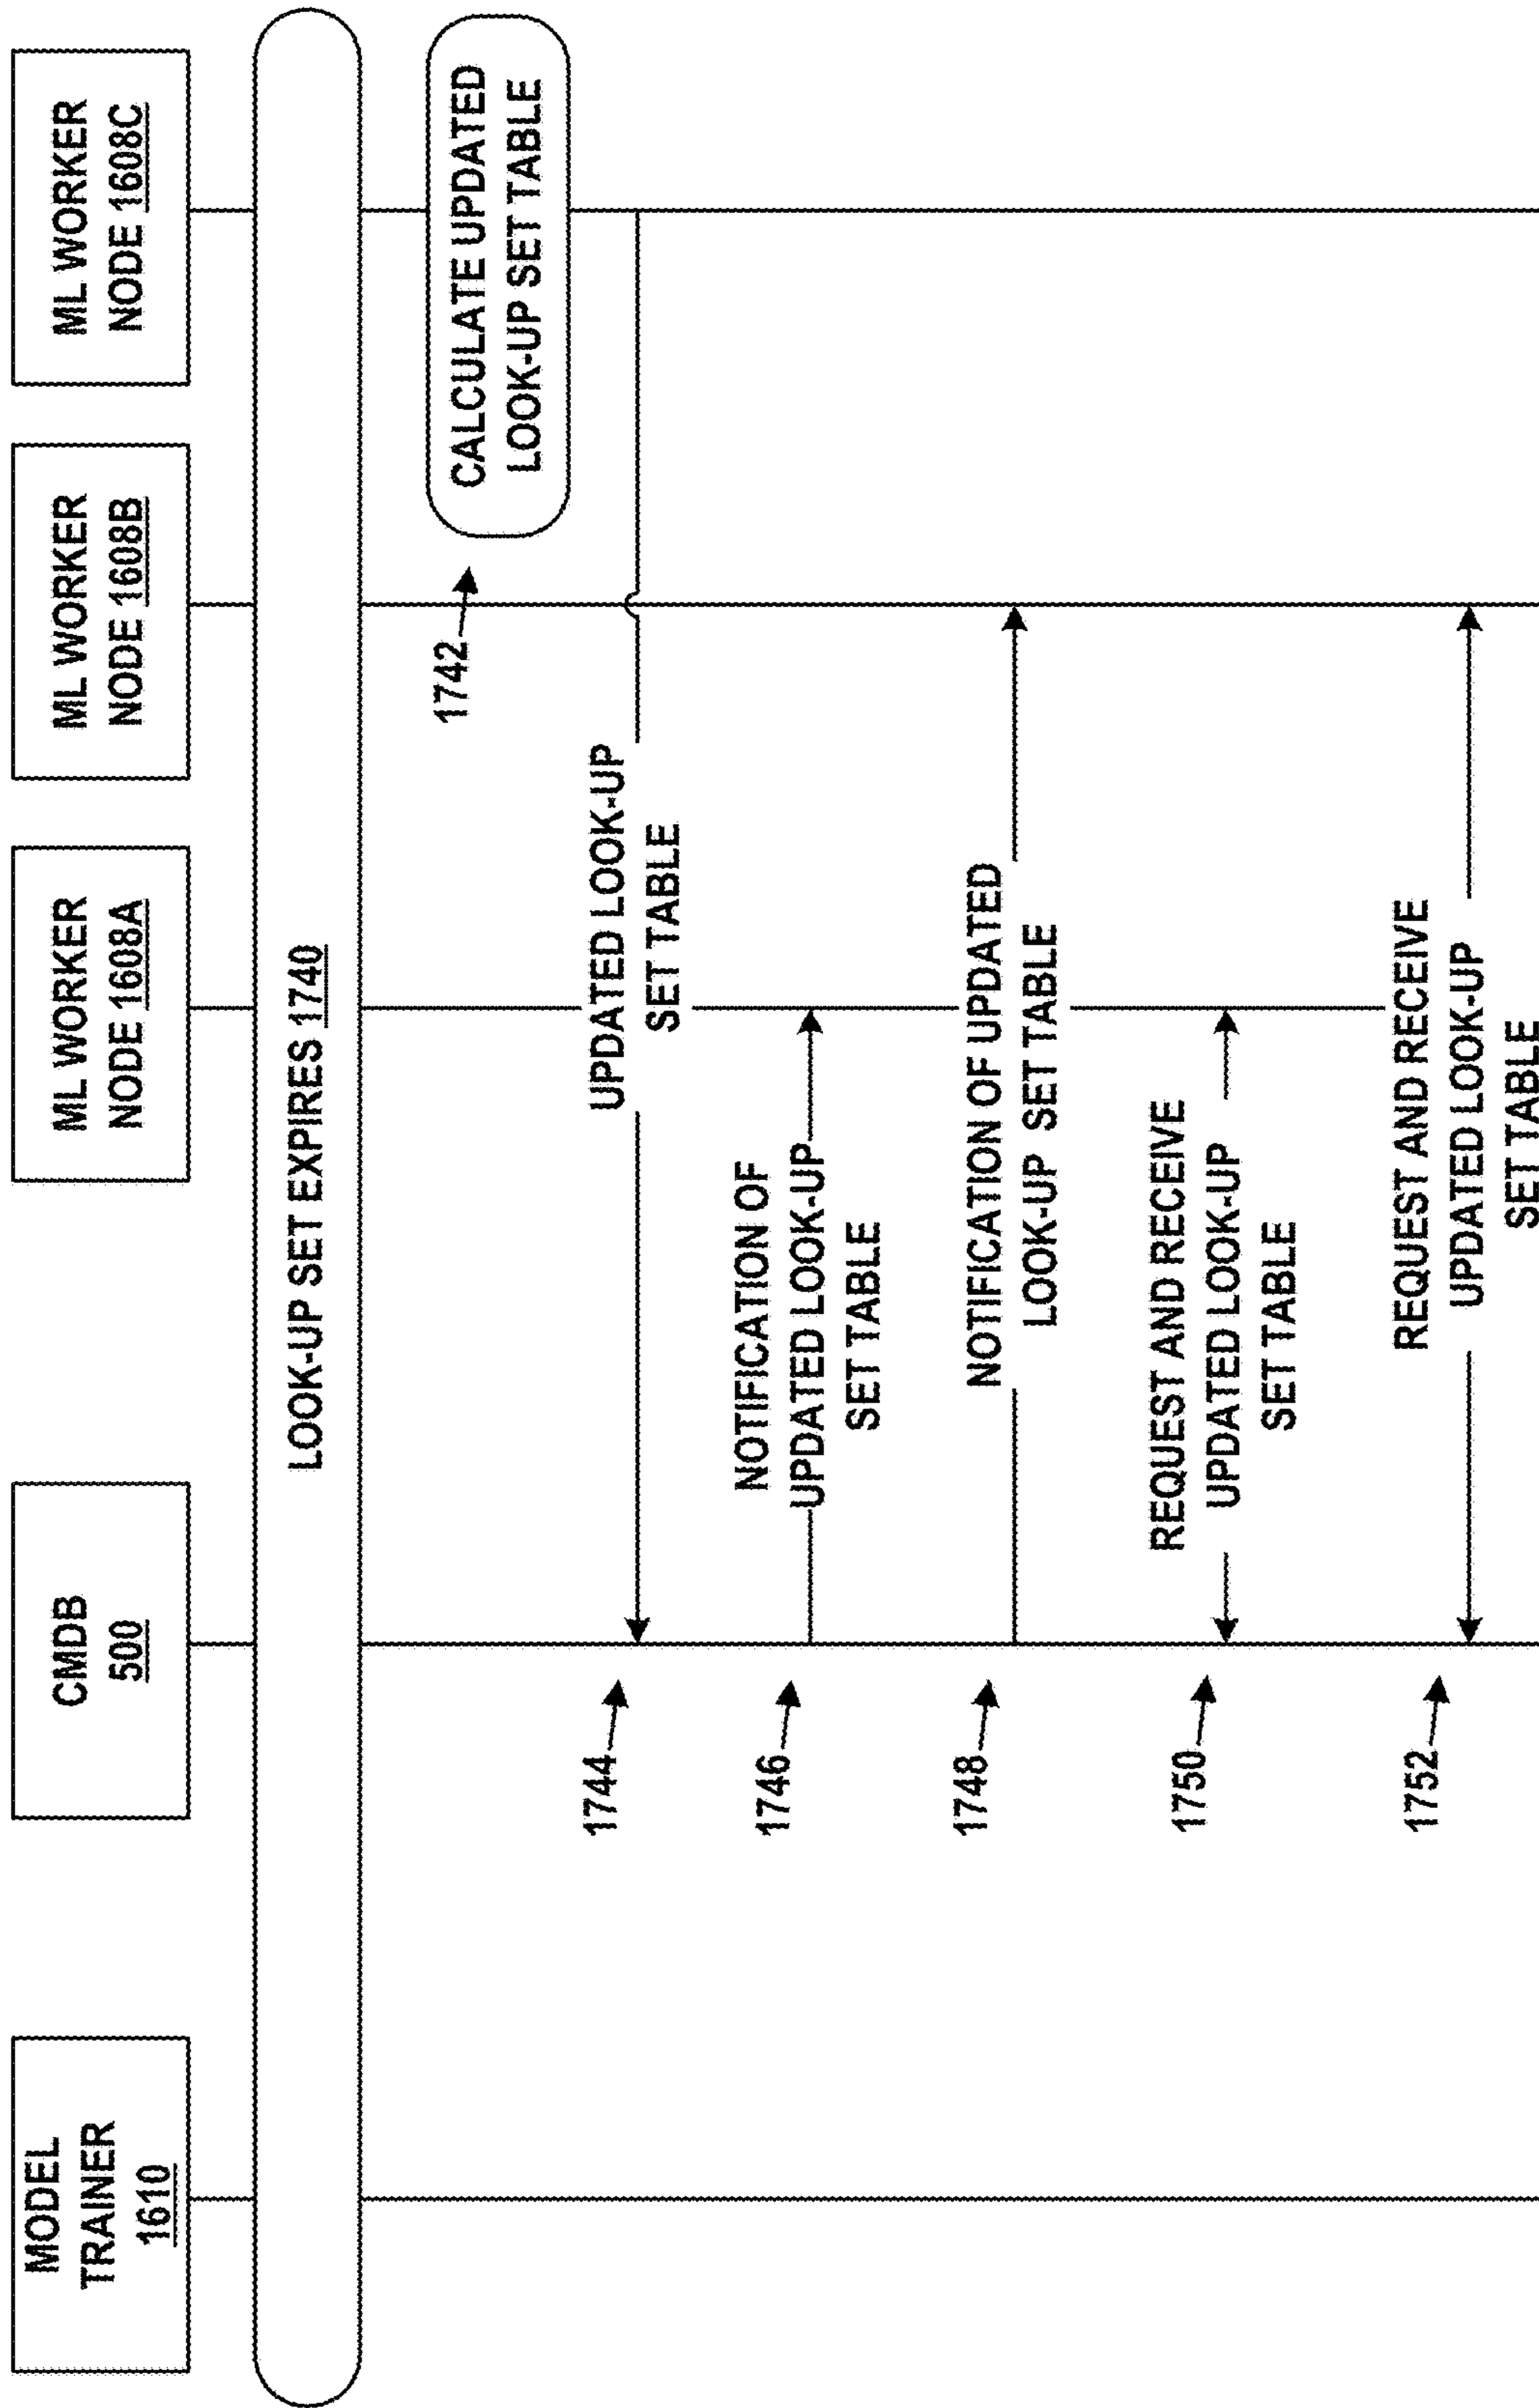 MODEL
TRAINER
1610
CMDB
500
ML WORKER
NODE 1608A
ML WORKER
NODE 1608B
ML WORKER
NODE 1608C
LOOK-UP SET EXPIRES 1740
1742
CALCULATE UPDATED
LOOK-UP SET TABLE
1744
UPDATED LOOK-UP
SET TABLE
1746
NOTIFICATION OF
UPDATED LOOK-UP
SET TABLE
1748
NOTIFICATION OF UPDATED
LOOK-UP SET TABLE
1750
REQUEST AND RECEIVE
UPDATED LOOK-UP
SET TABLE
1752
REQUEST AND RECEIVE
UPDATED LOOK-UP
SET TABLE